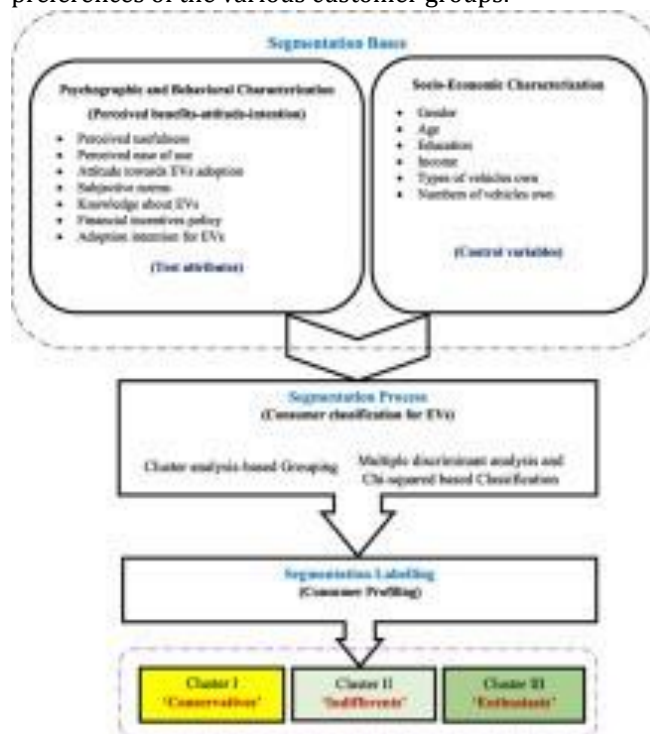 preferences of the various customer groups.
Segmentation Bases
Psychographic and Behavioral Characterization
(Perceived benefits-attitude-intention)
• Perceived usefulness
• Perceived ease of use
• Attitude towards EVs adoption
• Subjective norms
• Knowledge about EVs
• Financial incentives policy
• Adoption intention for EVs
(Test attributes)
Socio-Economic Characterization
• Gender
• Age
• Education
• Income
• Types of vehicles own
• Numbers of vehicles own
(Control variables)
Segmentation Process
(Consumer classification for EVs)
Cluster analysis-based Grouping
Multiple discriminant analysis and
Chi-squared based Classification
Segmentation Labelling
(Consumer Profiling)
Cluster I
'Conservatives'
Cluster II
'Indifferents'
Cluster III
'Enthusiasts'